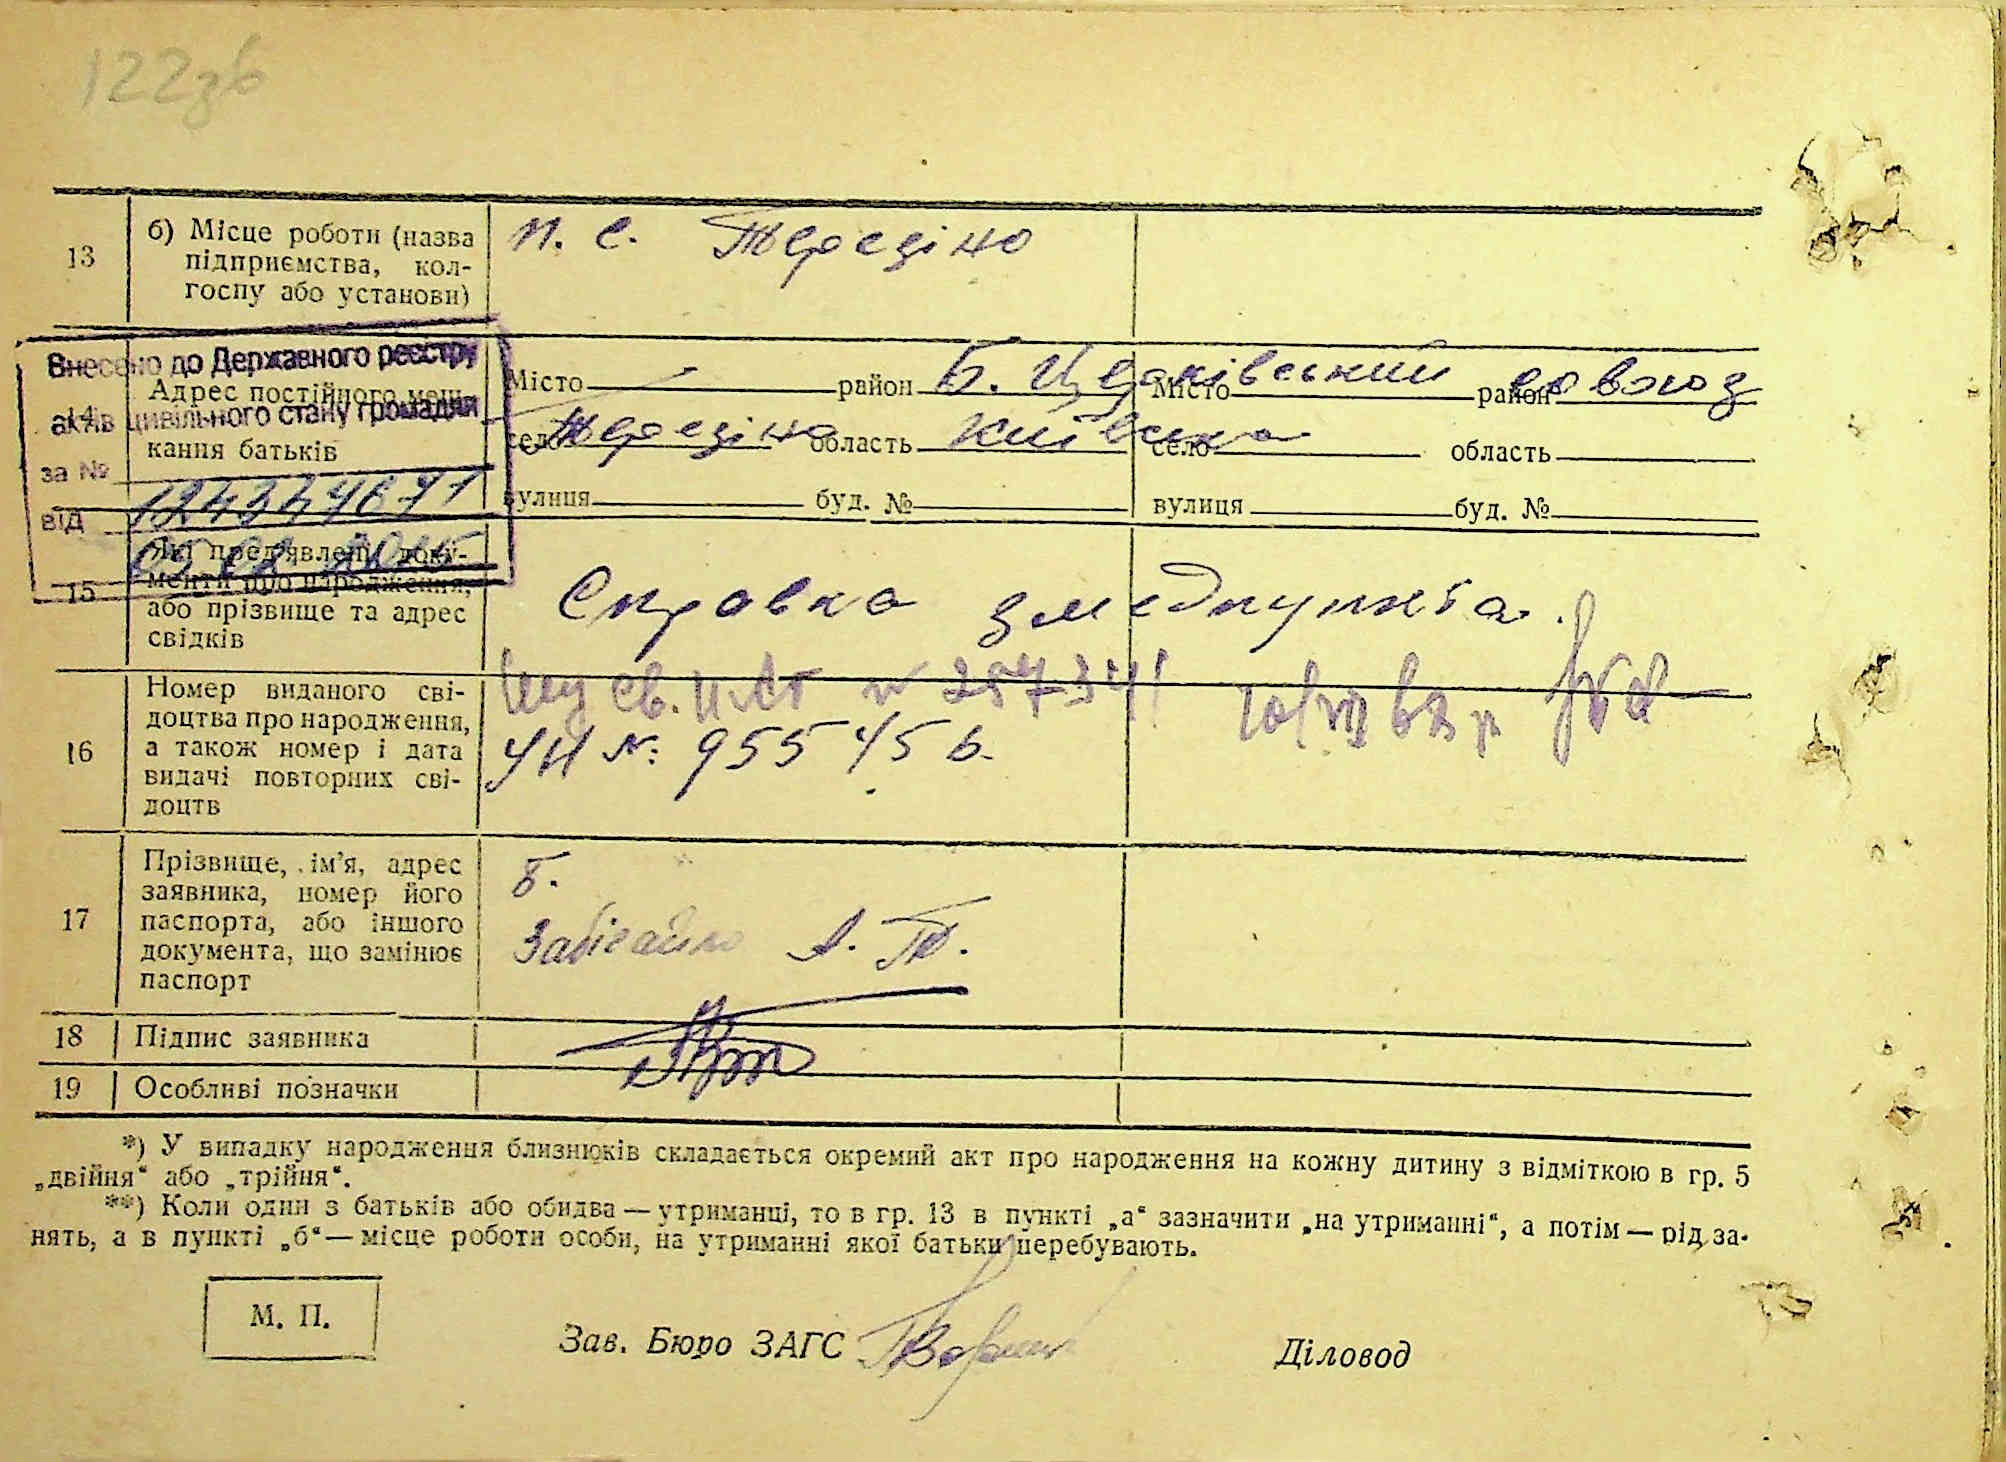 122зв
13
б) Місце роботи (назва
підприємства, кол-
госпу або установи)
п. с. Терезіно
Внесено до Державного реєстру
актів цивільного стану громадян
за № 
від
14
Адрес постійного меш-
кання батьків
Місто район Б. Церківський
село Терезіно область Київська
вулиця буд. №
Місто район
село область
вулиця буд. №
15
Які пред'явлені доку-
менти про народження,
або прізвище та адрес
свідків
Справка з медпункта.
16
Номер виданого сві-
доцтва про народження,
а також номер і дата
видачі повторних сві-
доцтв
УН №: 955456.
17
Прізвище, ім'я, адрес
заявника, номер його
паспорта, або іншого
документа, що замінює
паспорт
Б.
А. Т.
18
Підпис заявника
19
Особливі позначки
*) У випадку народження близнюків складається окремий акт про народження на кожну дитину з відміткою в гр. 5
„двійня“ або „трійня“.
**) Коли один з батьків або обидва — утриманці, то в гр. 13 в пункті „а“ зазначити „на утриманні“, а потім — рід за-
нять, а в пункті „б“ — місце роботи особи, на утриманні якої батьки перебувають.
М. П.
Зав. Бюро ЗАГС
Діловод